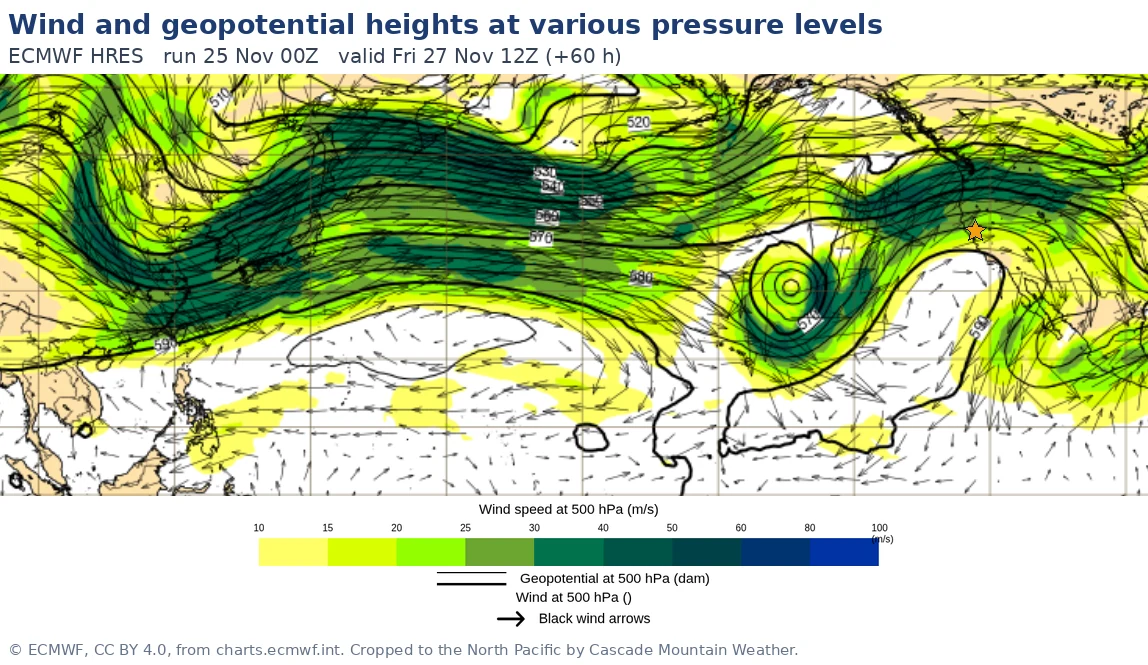 Wind and geopotential heights at various pressure levels
ECMWF HRES run 25 Nov 00Z valid Fri 27 Nov 12Z (+60 h)
510
520
530
540
560
570
580
570
590
590
Wind speed at 500 hPa (m/s)
10 15 20 25 30 40 50 60 80 100
(m/s)
Geopotential at 500 hPa (dam)
Wind at 500 hPa ()
Black wind arrows
© ECMWF, CC BY 4.0, from charts.ecmwf.int. Cropped to the North Pacific by Cascade Mountain Weather.